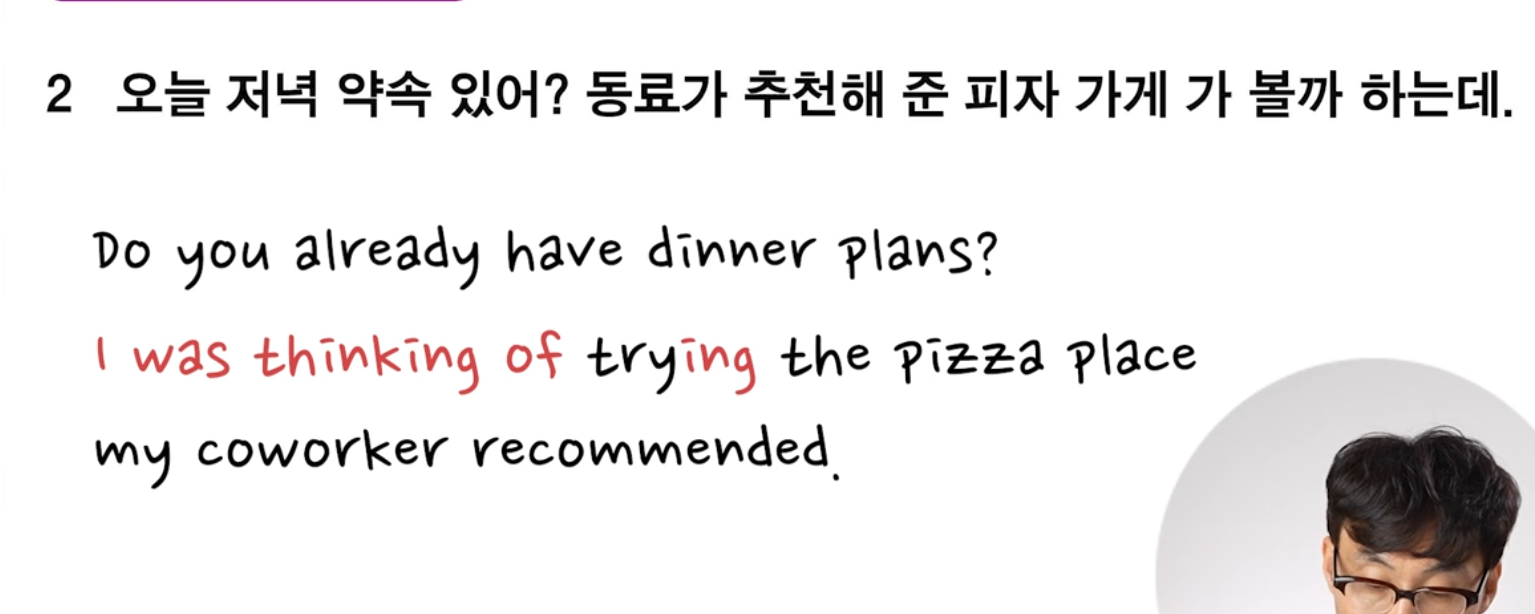 2 오늘 저녁 약속 있어? 동료가 추천해 준 피자 가게 가 볼까 하는데.
Do you already have dinner plans?
I was thinking of trying the pizza place
my coworker recommended.